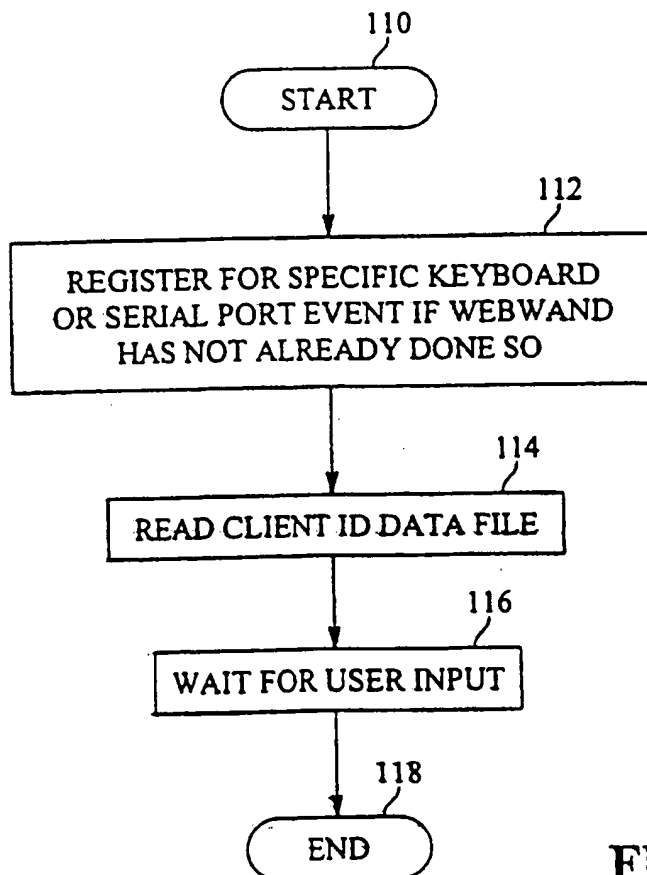 110
START
112
REGISTER FOR SPECIFIC KEYBOARD
OR SERIAL PORT EVENT IF WEBWAND
HAS NOT ALREADY DONE SO
114
READ CLIENT ID DATA FILE
116
WAIT FOR USER INPUT
118
END